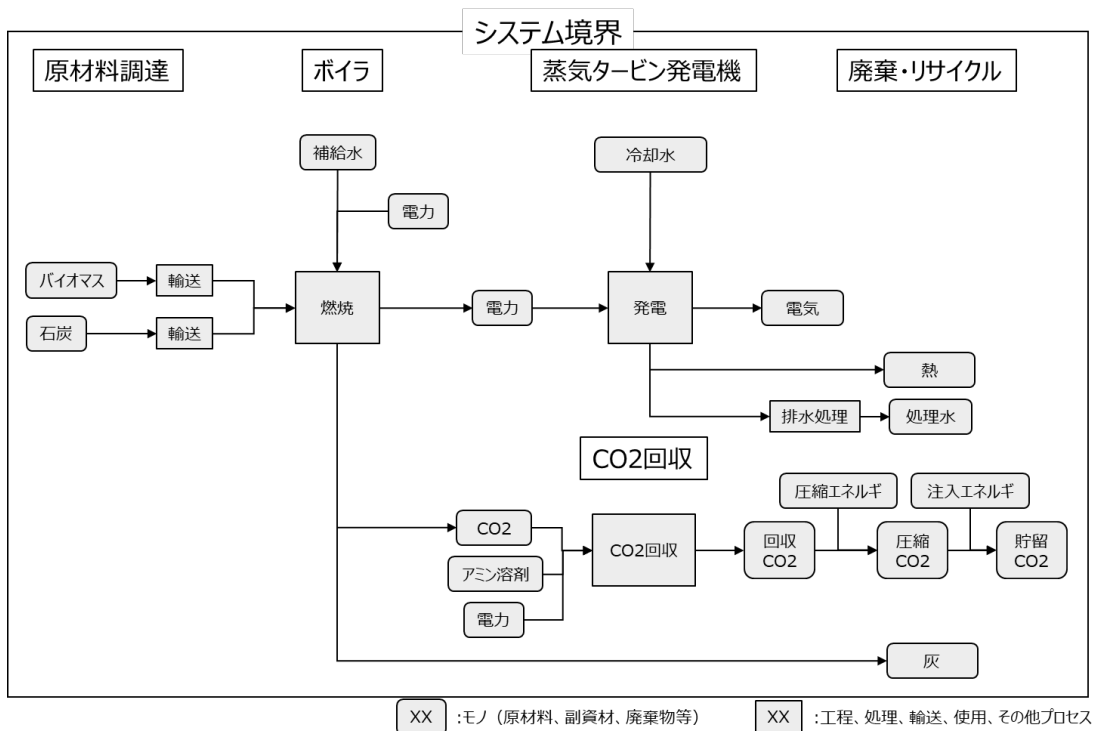 システム境界
原材料調達
ボイラ
蒸気タービン発電機
廃棄・リサイクル
補給水
冷却水
電力
バイオマス
輸送
燃焼
電力
発電
電気
石炭
輸送
熱
排水処理
処理水
CO2回収
圧縮エネルギ
注入エネルギ
CO2
アミン溶剤
電力
CO2回収
回収
CO2
圧縮
CO2
貯留
CO2
灰
XX :モノ（原材料、副資材、廃棄物等）
XX :工程、処理、輸送、使用、その他プロセス